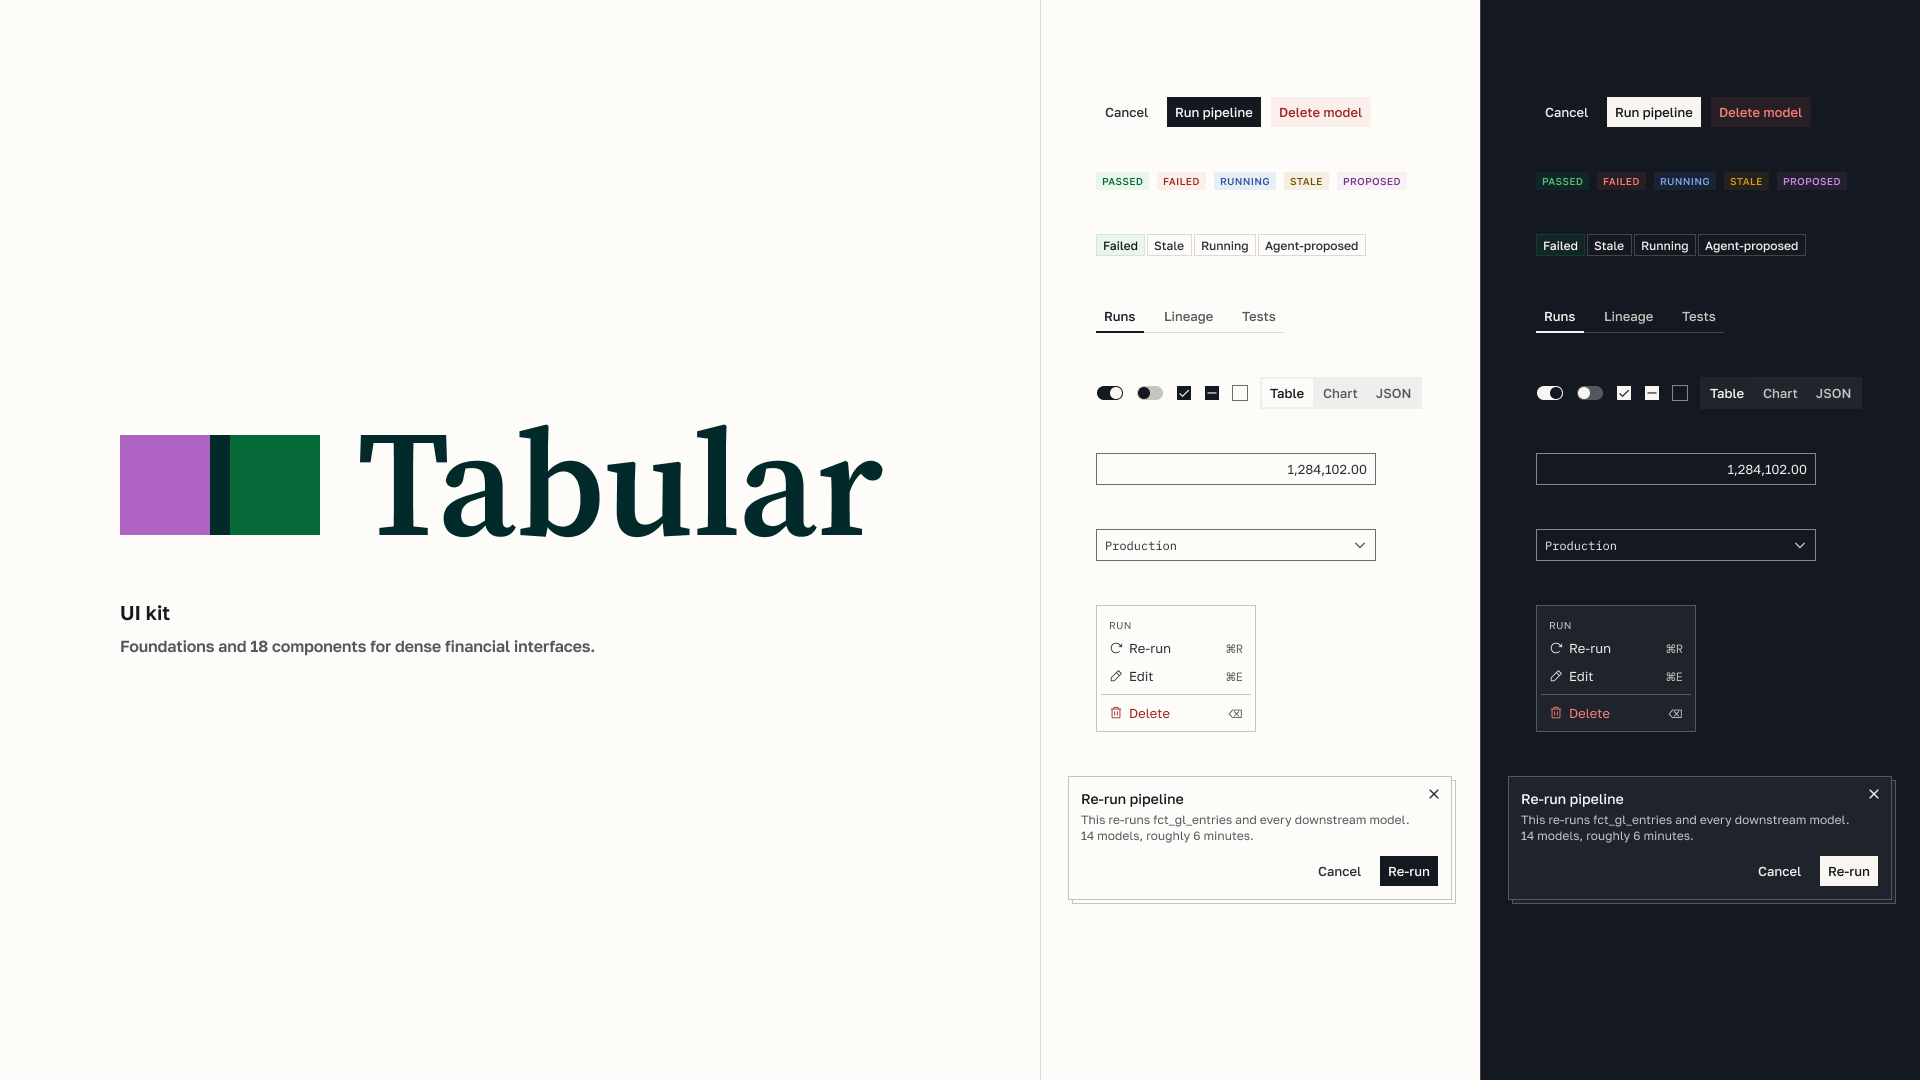 Tabular
UI kit
Foundations and 18 components for dense financial interfaces.
Cancel Run pipeline Delete model
PASSED FAILED RUNNING STALE PROPOSED
Failed Stale Running Agent-proposed
Runs Lineage Tests
Table Chart JSON
1,284,102.00
Production
RUN
Re-run ⌘R
Edit ⌘E
Delete ⌫
Re-run pipeline
This re-runs fct_gl_entries and every downstream model.
14 models, roughly 6 minutes.
Cancel Re-run
Cancel Run pipeline Delete model
PASSED FAILED RUNNING STALE PROPOSED
Failed Stale Running Agent-proposed
Runs Lineage Tests
Table Chart JSON
1,284,102.00
Production
RUN
Re-run ⌘R
Edit ⌘E
Delete ⌫
Re-run pipeline
This re-runs fct_gl_entries and every downstream model.
14 models, roughly 6 minutes.
Cancel Re-run